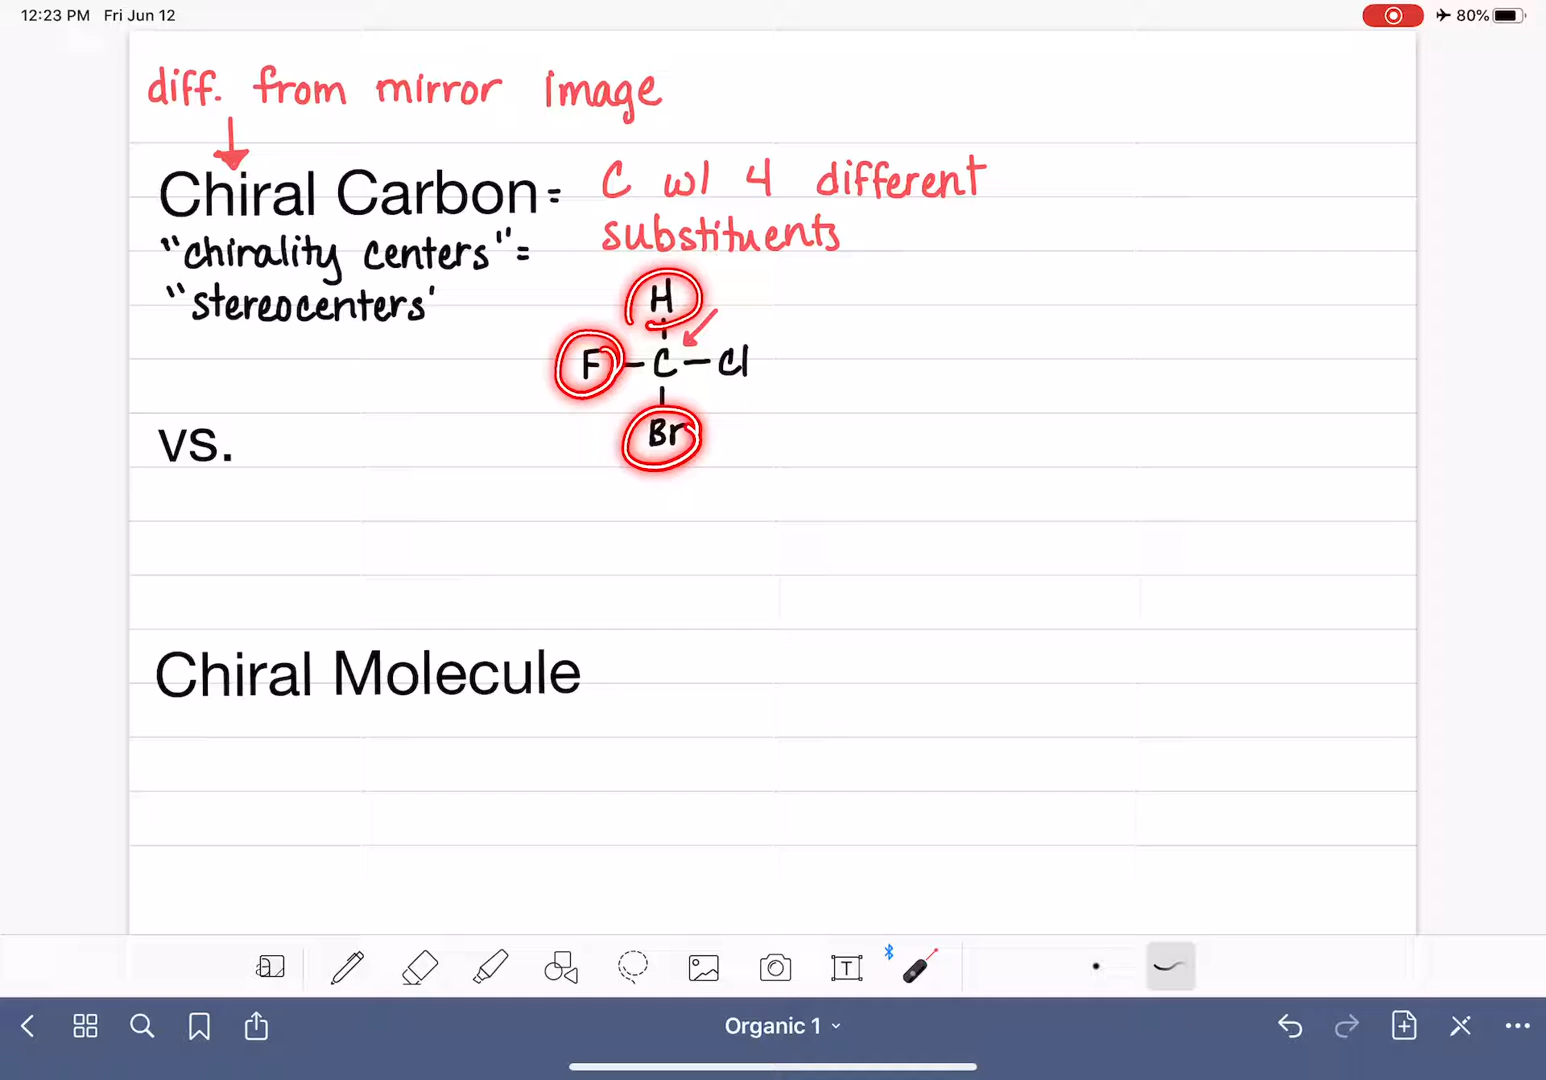 12:23 PM Fri Jun 12
80%
diff. from mirror image
Chiral Carbon = C w/ 4 different
substituents
"chirality centers" =
"stereocenters'
H
F - C - Cl
Br
vs.
Chiral Molecule
T
Organic 1